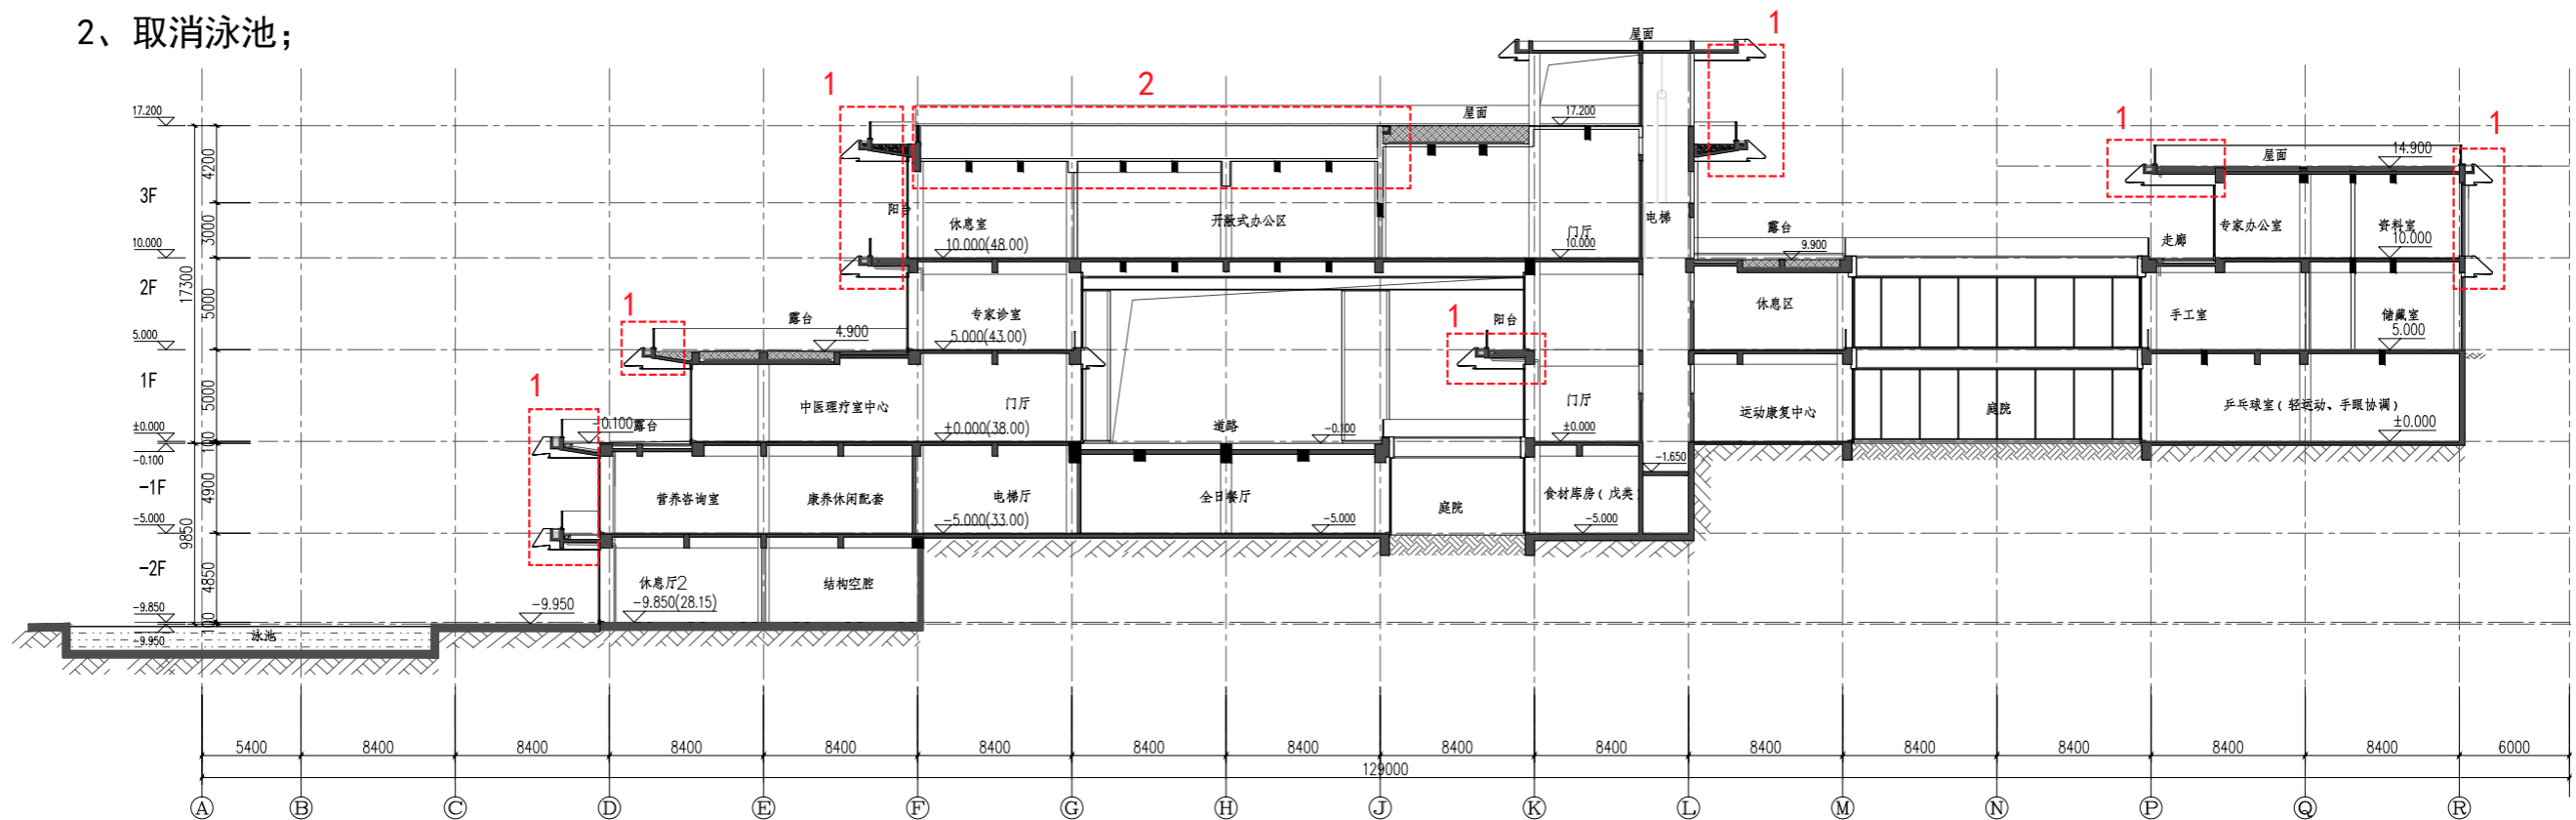 2、取消泳池；
1
1
2
1
1
1
1
1
屋面
17.200
屋面
17.200
屋面
14.900
4200
3F
3000
阳台
休息室
10.000(48.00)
开敞式办公区
门厅
10.000
电梯
露台
9.900
走廊
专家办公室
资料室
10.000
10.000
17300
2F
5000
露台
4.900
专家诊室
5.000(43.00)
阳台
休息区
手工室
储藏室
5.000
5.000
1F
5000
中医理疗室中心
门厅
±0.000(38.00)
道路
-0.100
门厅
±0.000
运动康复中心
庭院
乒乓球室(轻运动、手眼协调)
±0.000
±0.000
100
-0.100
-0.100
露台
-1F
4900
营养咨询室
康养休闲配套
电梯厅
-5.000(33.00)
全日餐厅
-5.000
庭院
食材库房(戊类)
-5.000
-1.650
-5.000
9850
-2F
4850
休息厅2
-9.850(28.15)
结构空腔
-9.850
100
-9.950
-9.950
泳池
5400 8400 8400 8400 8400 8400 8400 8400 8400 8400 8400 8400 8400 8400 8400 6000
129000
A B C D E F G H J K L M N P Q R